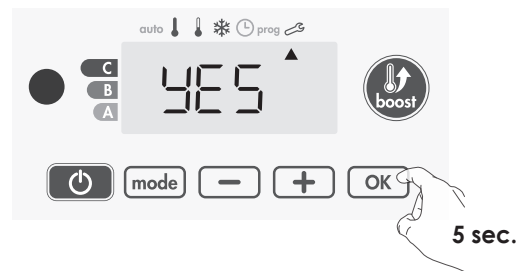 auto prog
C
B
A
YES
boost
mode − + OK
5 sec.